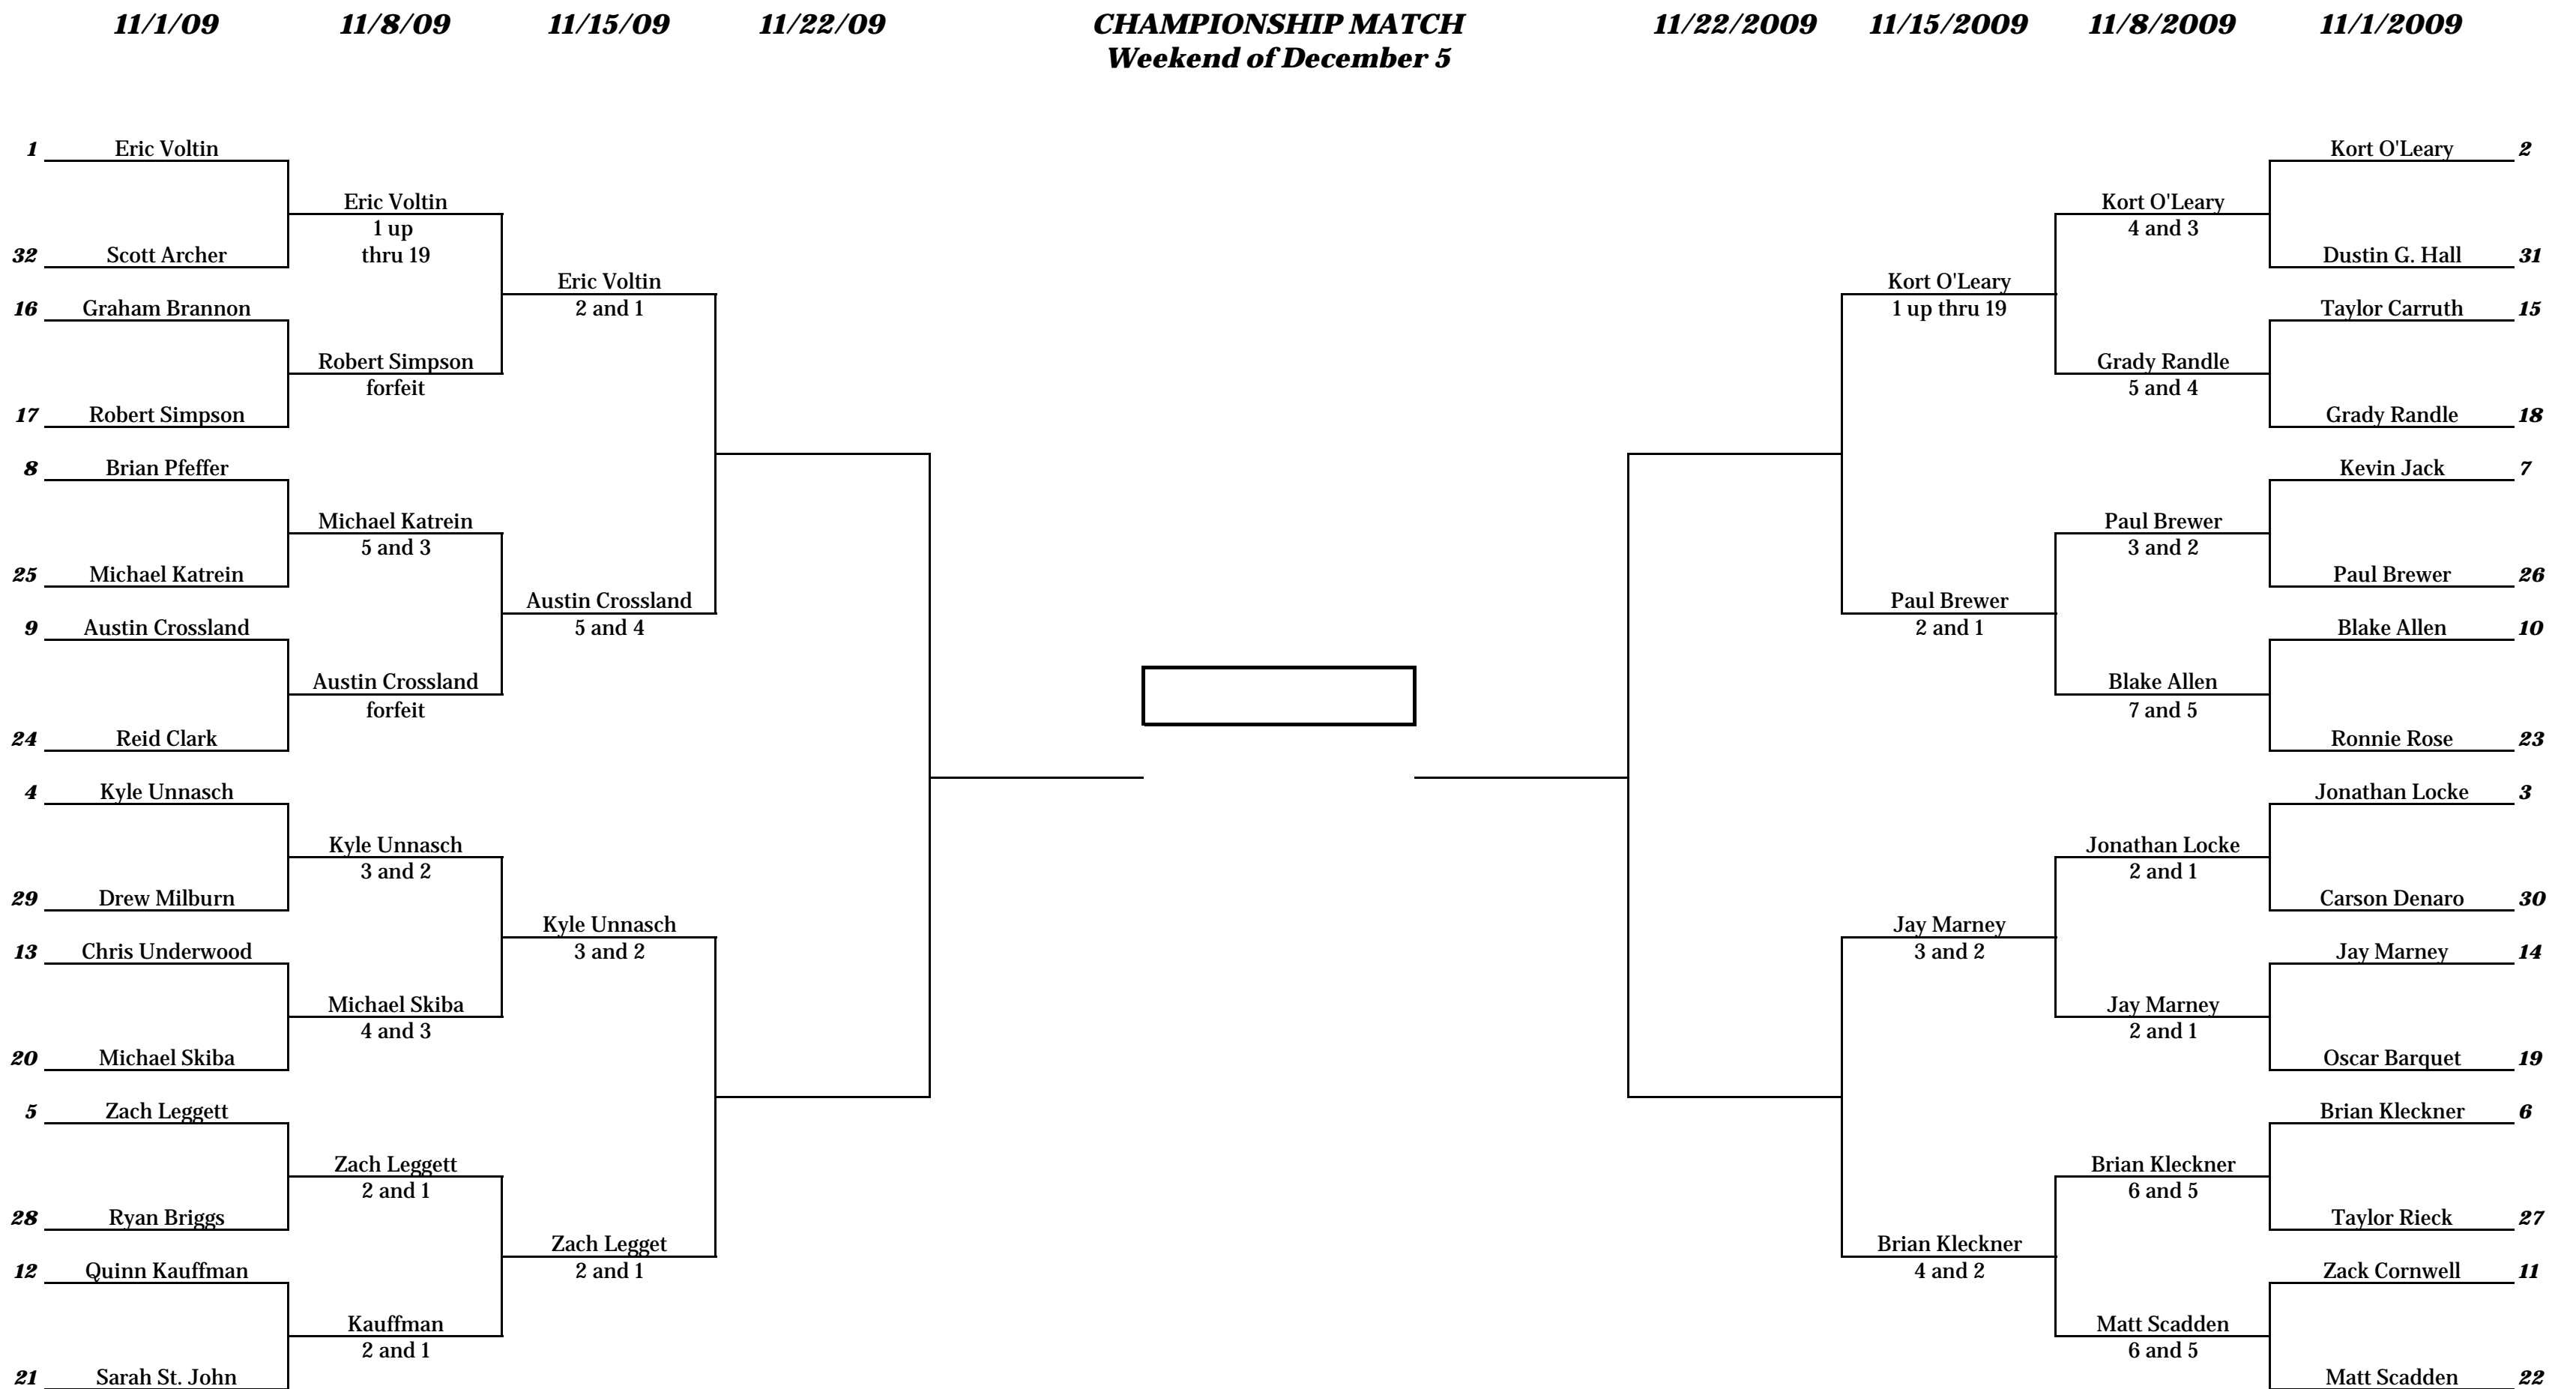 11/1/09 11/8/09 11/15/09 11/22/09 CHAMPIONSHIP MATCH 11/22/2009 11/15/2009 11/8/2009 11/1/2009
Weekend of December 5
1 Eric Voltin Kort O'Leary 2
Eric Voltin Kort O'Leary
1 up 4 and 3
32 Scott Archer thru 19 Dustin G. Hall 31
Eric Voltin Kort O'Leary
16 Graham Brannon 2 and 1 1 up thru 19 Taylor Carruth 15
Robert Simpson Grady Randle
forfeit 5 and 4
17 Robert Simpson Grady Randle 18
8 Brian Pfeffer Kevin Jack 7
Michael Katrein Paul Brewer
5 and 3 3 and 2
25 Michael Katrein Paul Brewer 26
Austin Crossland Paul Brewer
9 Austin Crossland 5 and 4 2 and 1 Blake Allen 10
Austin Crossland Blake Allen
forfeit 7 and 5
24 Reid Clark Ronnie Rose 23
4 Kyle Unnasch Jonathan Locke 3
Kyle Unnasch Jonathan Locke
3 and 2 2 and 1
29 Drew Milburn Carson Denaro 30
Kyle Unnasch Jay Marney
13 Chris Underwood 3 and 2 3 and 2 Jay Marney 14
Michael Skiba Jay Marney
4 and 3 2 and 1
20 Michael Skiba Oscar Barquet 19
5 Zach Leggett Brian Kleckner 6
Zach Leggett Brian Kleckner
2 and 1 6 and 5
28 Ryan Briggs Taylor Rieck 27
Zach Legget Brian Kleckner
12 Quinn Kauffman 2 and 1 4 and 2 Zack Cornwell 11
Kauffman Matt Scadden
2 and 1 6 and 5
21 Sarah St. John Matt Scadden 22